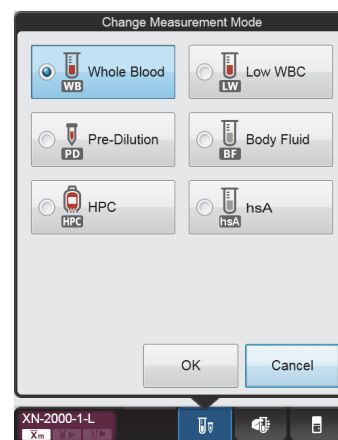 Change Measurement Mode
Whole Blood
WB
Low WBC
LW
Pre-Dilution
PD
Body Fluid
BF
HPC
HPC
hsA
hsA
OK
Cancel
XN-2000-1-L
Xm